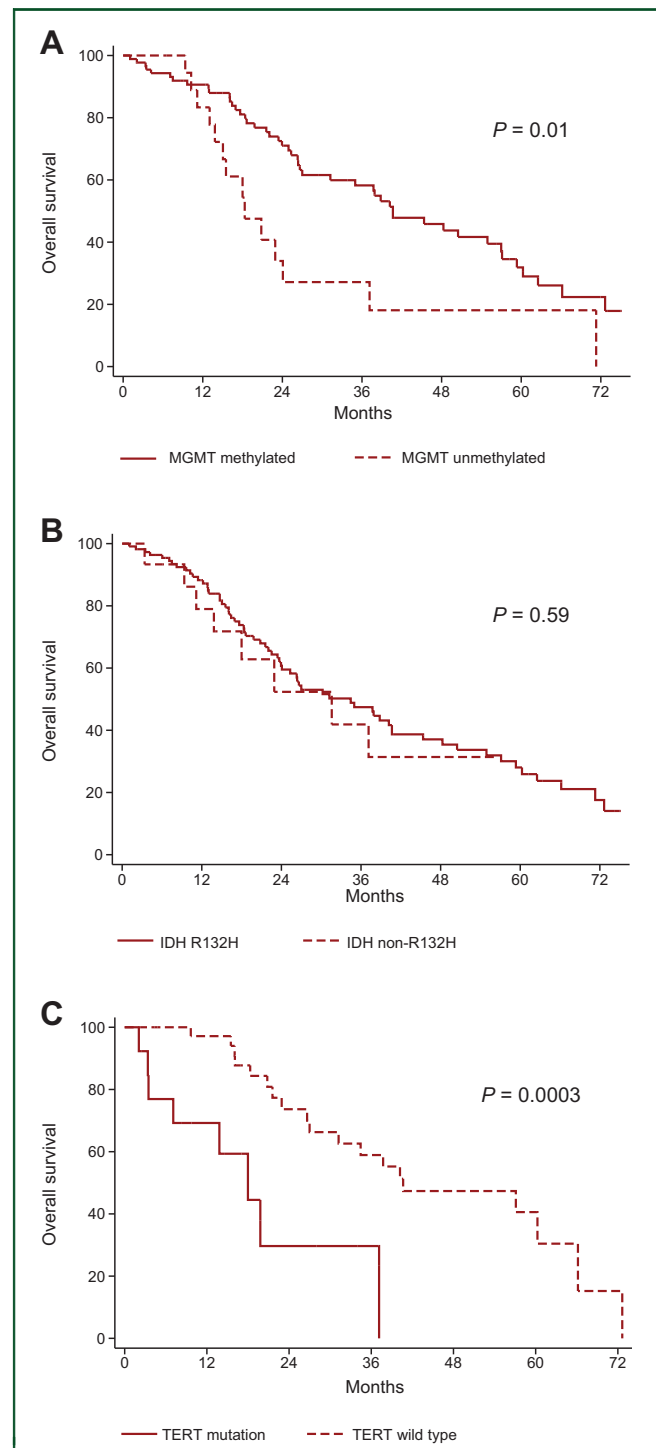 A
100
80
60
40
20
0
Overall survival
P = 0.01
0 12 24 36 48 60 72
Months
MGMT methylated MGMT unmethylated
B
100
80
60
40
20
0
Overall survival
P = 0.59
0 12 24 36 48 60 72
Months
IDH R132H IDH non-R132H
C
100
80
60
40
20
0
Overall survival
P = 0.0003
0 12 24 36 48 60 72
Months
TERT mutation TERT wild type